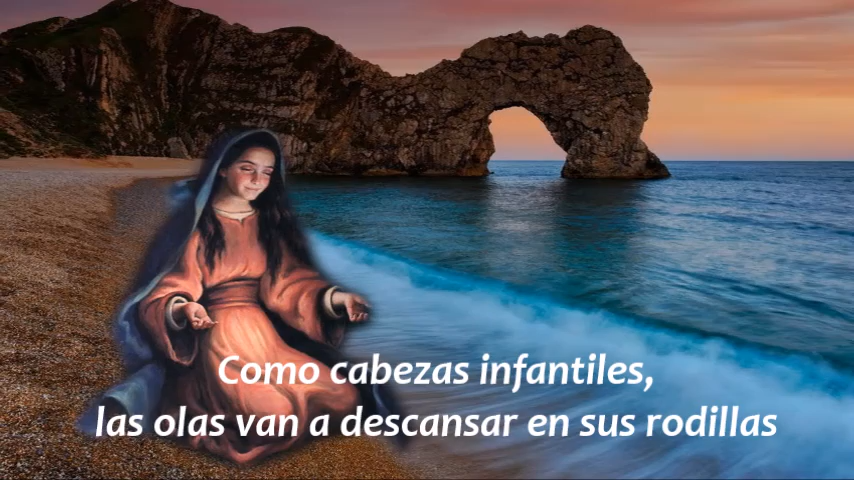 Como cabezas infantiles,
las olas van a descansar en sus rodillas